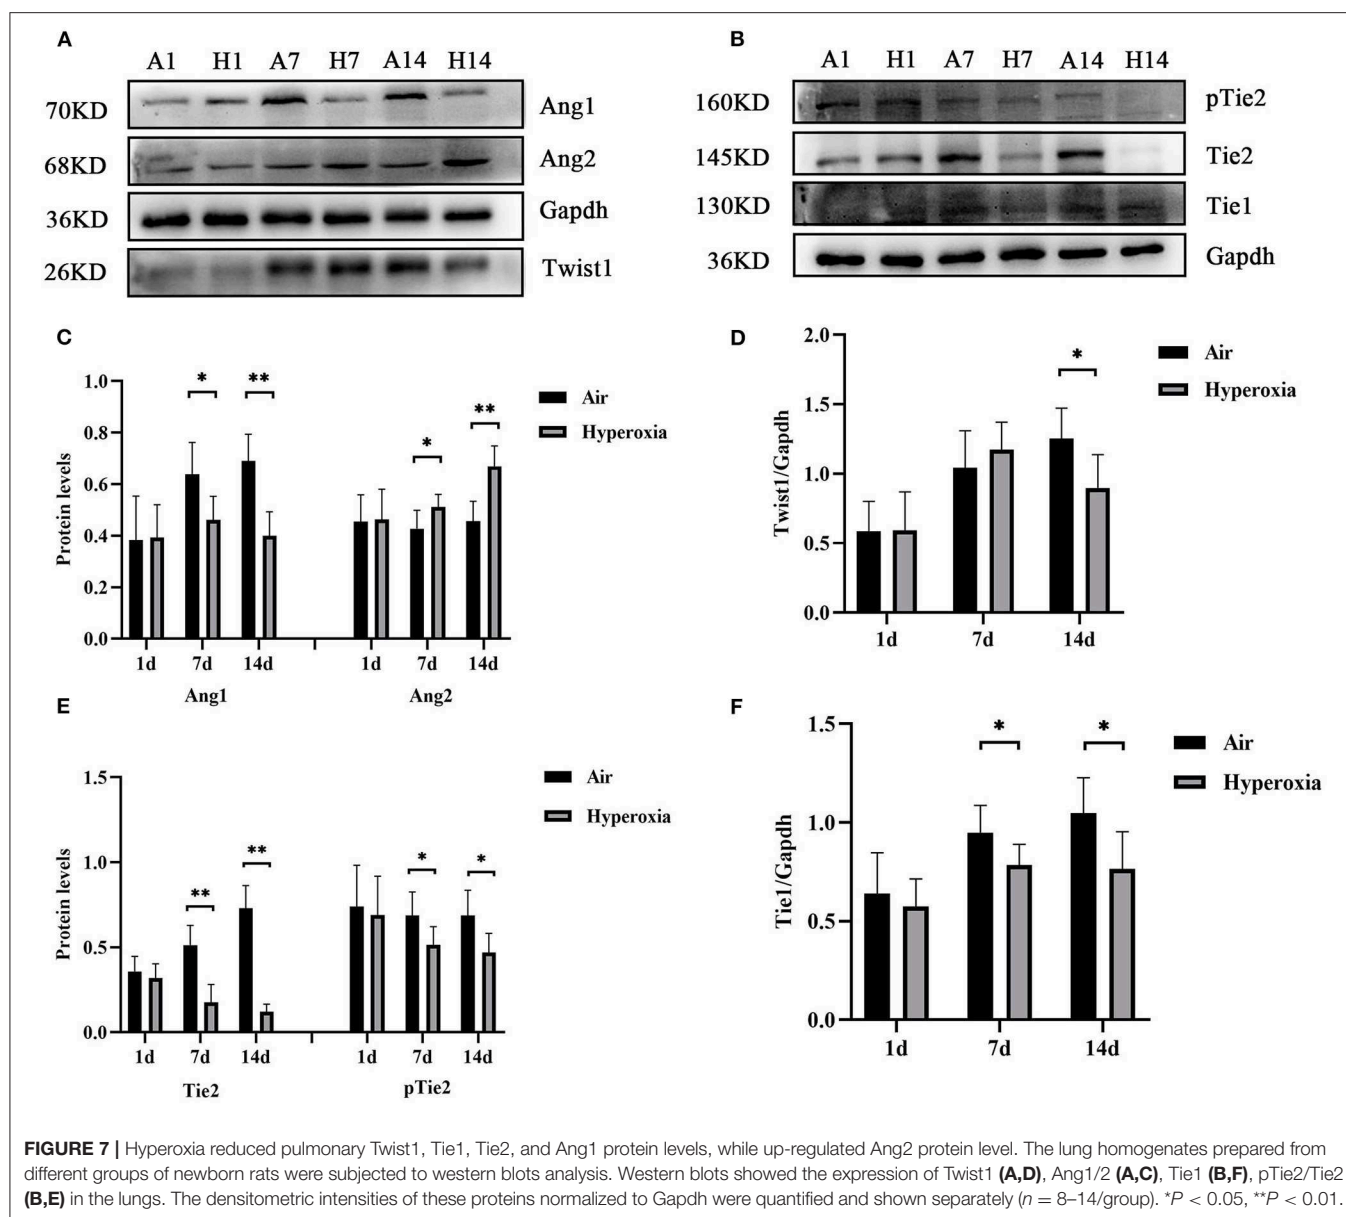 A
A1 H1 A7 H7 A14 H14
70KD Ang1
68KD Ang2
36KD Gapdh
26KD Twist1
B
A1 H1 A7 H7 A14 H14
160KD pTie2
145KD Tie2
130KD Tie1
36KD Gapdh
C
Protein levels
1.0
0.8
0.6
0.4
0.2
0.0
* ** * **
Air
Hyperoxia
1d 7d 14d 1d 7d 14d
Ang1 Ang2
D
Twist1/Gapdh
2.0
1.5
1.0
0.5
0.0
*
Air
Hyperoxia
1d 7d 14d
E
Protein levels
1.5
1.0
0.5
0.0
** ** * *
Air
Hyperoxia
1d 7d 14d 1d 7d 14d
Tie2 pTie2
F
Tie1/Gapdh
1.5
1.0
0.5
0.0
* *
Air
Hyperoxia
1d 7d 14d
FIGURE 7 | Hyperoxia reduced pulmonary Twist1, Tie1, Tie2, and Ang1 protein levels, while up-regulated Ang2 protein level. The lung homogenates prepared from
different groups of newborn rats were subjected to western blots analysis. Western blots showed the expression of Twist1 (A,D), Ang1/2 (A,C), Tie1 (B,F), pTie2/Tie2
(B,E) in the lungs. The densitometric intensities of these proteins normalized to Gapdh were quantified and shown separately (n = 8–14/group). *P < 0.05, **P < 0.01.